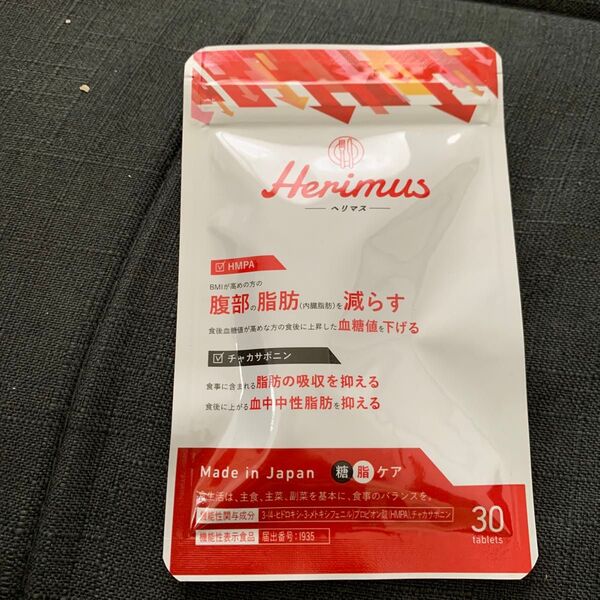 Herimus
ヘリマス
HMPA
BMIが高めの方の
腹部の脂肪(内臓脂肪)を減らす
食後血糖値が高めな方の食後に上昇した血糖値を下げる
チャカサポニン
食事に含まれる脂肪の吸収を抑える
食後に上がる血中中性脂肪を抑える
Made in Japan 糖 脂 ケア
食生活は、主食、主菜、副菜を基本に、食事のバランスを。
機能性関与成分 3-(4-ヒドロキシ-3-メトキシフェニル)プロピオン酸(HMPA)、チャカサポニン
機能性表示食品 届出番号:I935
30
tablets